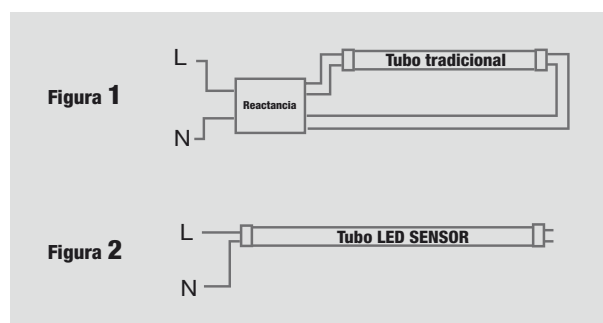 L
Tubo tradicional
Figura 1
Reactancia
N
L
Tubo LED SENSOR
Figura 2
N